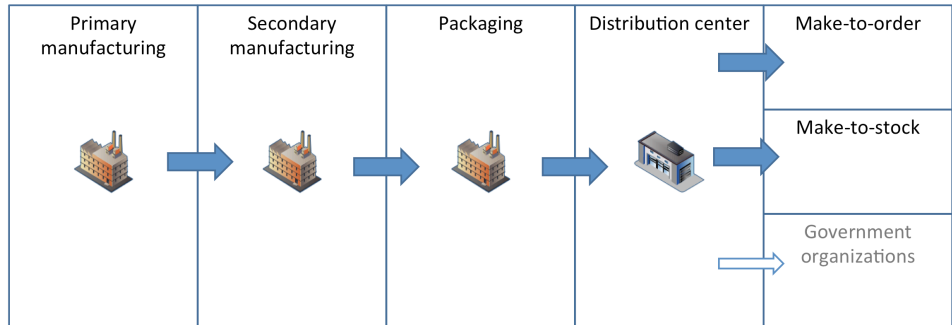 Primary
manufacturing
Secondary
manufacturing
Packaging
Distribution center
Make-to-order
Make-to-stock
Government
organizations